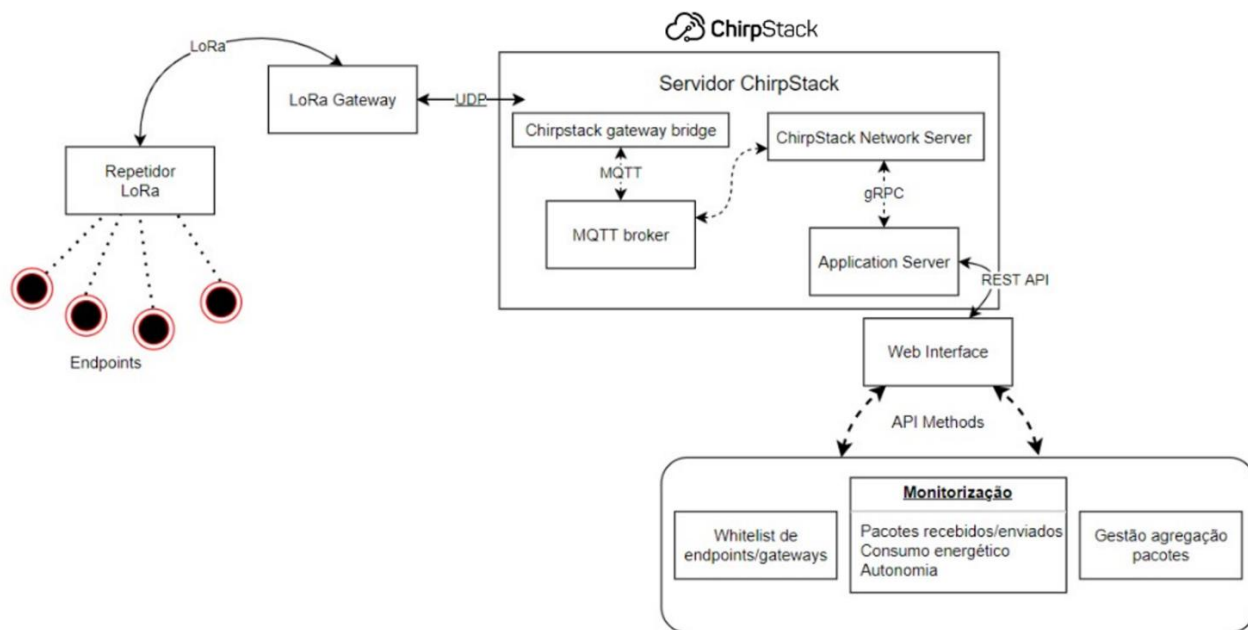 ChirpStack
LoRa
LoRa Gateway
UDP
Servidor ChirpStack
Chirpstack gateway bridge
ChirpStack Network Server
MQTT
gRPC
Repetidor
LoRa
MQTT broker
Application Server
REST API
Endpoints
Web Interface
API Methods
Monitorização
Whitelist de
endpoints/gateways
Pacotes recebidos/enviados
Consumo energético
Autonomia
Gestão agregação
pacotes